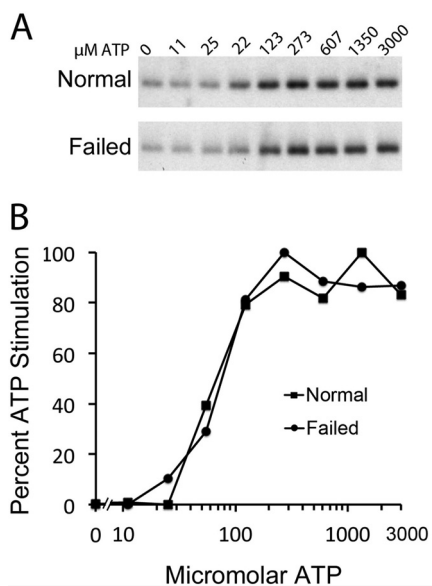 A
μM ATP 0 11 25 22 123 273 607 1350 3000
Normal
Failed
B
Percent ATP Stimulation
100
80
60
40
20
0
Normal
Failed
0 10 100 1000 3000
Micromolar ATP